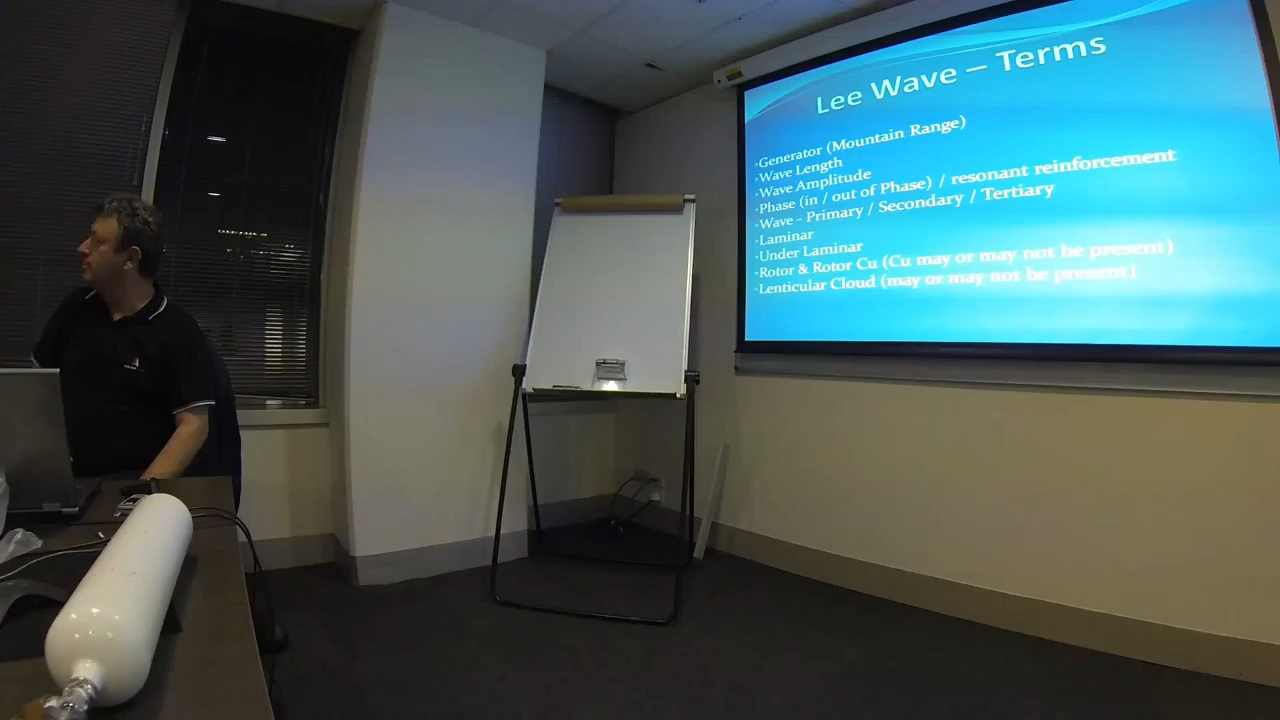 Lee Wave – Terms
•Generator (Mountain Range)
•Wave Length
•Wave Amplitude
•Phase (in / out of Phase) / resonant reinforcement
•Wave – Primary / Secondary / Tertiary
•Laminar
•Under Laminar
•Rotor & Rotor Cu (Cu may or may not be present)
•Lenticular Cloud (may or may not be present)